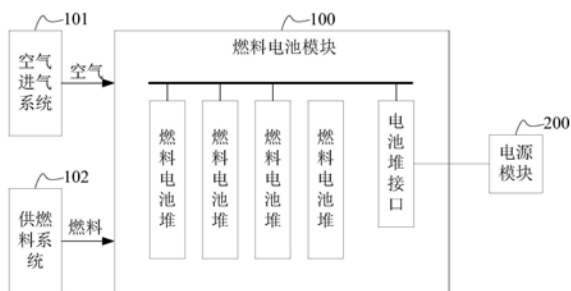 101
空气
进气
系统
空气
102
供燃
料系
统
燃料
100
燃料电池模块
燃料电池堆
燃料电池堆
燃料电池堆
燃料电池堆
电池堆接口
200
电源
模块